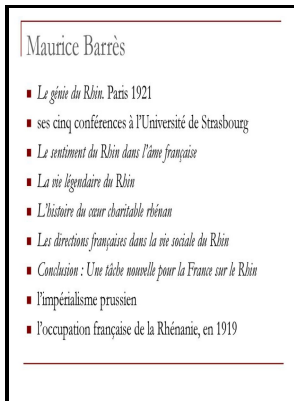 Maurice Barrès
Le génie du Rhin. Paris 1921
ses cinq conférences à l'Université de Strasbourg
Le sentiment du Rhin dans l'âme française
La vie légendaire du Rhin
L'histoire du cœur charitable rhénan
Les directions françaises dans la vie sociale du Rhin
Conclusion : Une tâche nouvelle pour la France sur le Rhin
l'impérialisme prussien
l'occupation française de la Rhénanie, en 1919